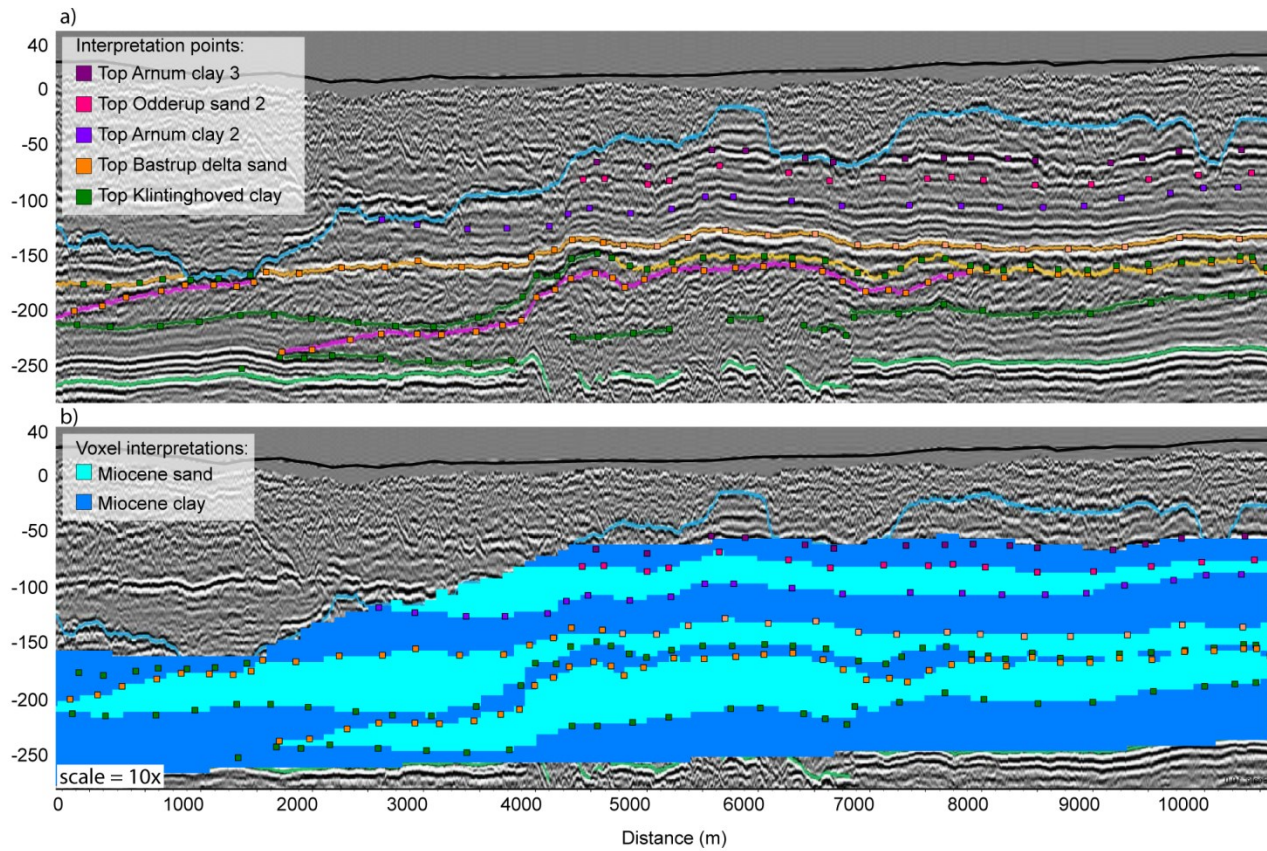 a)
40
0
-50
-100
-150
-200
-250
Interpretation points:
Top Arnum clay 3
Top Odderup sand 2
Top Arnum clay 2
Top Bastrup delta sand
Top Klintinghoved clay
b)
40
0
-50
-100
-150
-200
-250
Voxel interpretations:
Miocene sand
Miocene clay
scale = 10x
0 1000 2000 3000 4000 5000 6000 7000 8000 9000 10000
Distance (m)